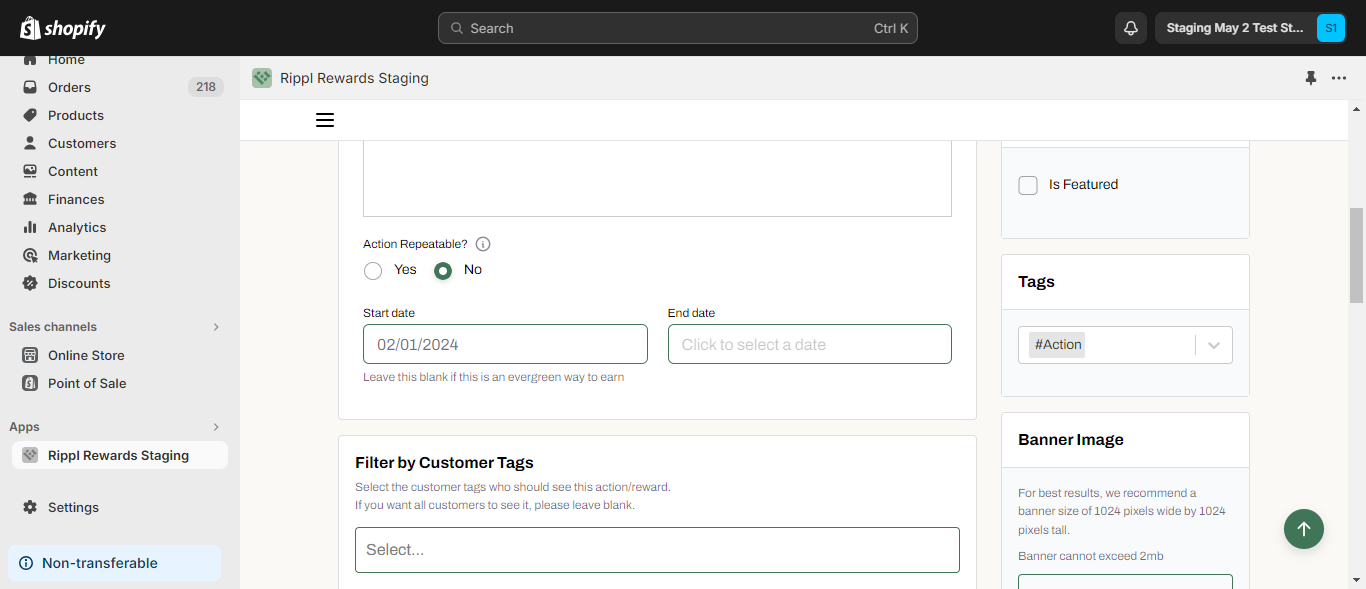 shopify
Search
Ctrl K
Staging May 2 Test St...
S1
Home
Orders
218
Products
Customers
Content
Finances
Analytics
Marketing
Discounts
Sales channels
Online Store
Point of Sale
Apps
Rippl Rewards Staging
Settings
Non-transferable
Rippl Rewards Staging
Action Repeatable?
Yes
No
Start date
End date
02/01/2024
Click to select a date
Leave this blank if this is an evergreen way to earn
Filter by Customer Tags
Select the customer tags who should see this action/reward.
If you want all customers to see it, please leave blank.
Select...
Is Featured
Tags
#Action
Banner Image
For best results, we recommend a
banner size of 1024 pixels wide by 1024
pixels tall.
Banner cannot exceed 2mb